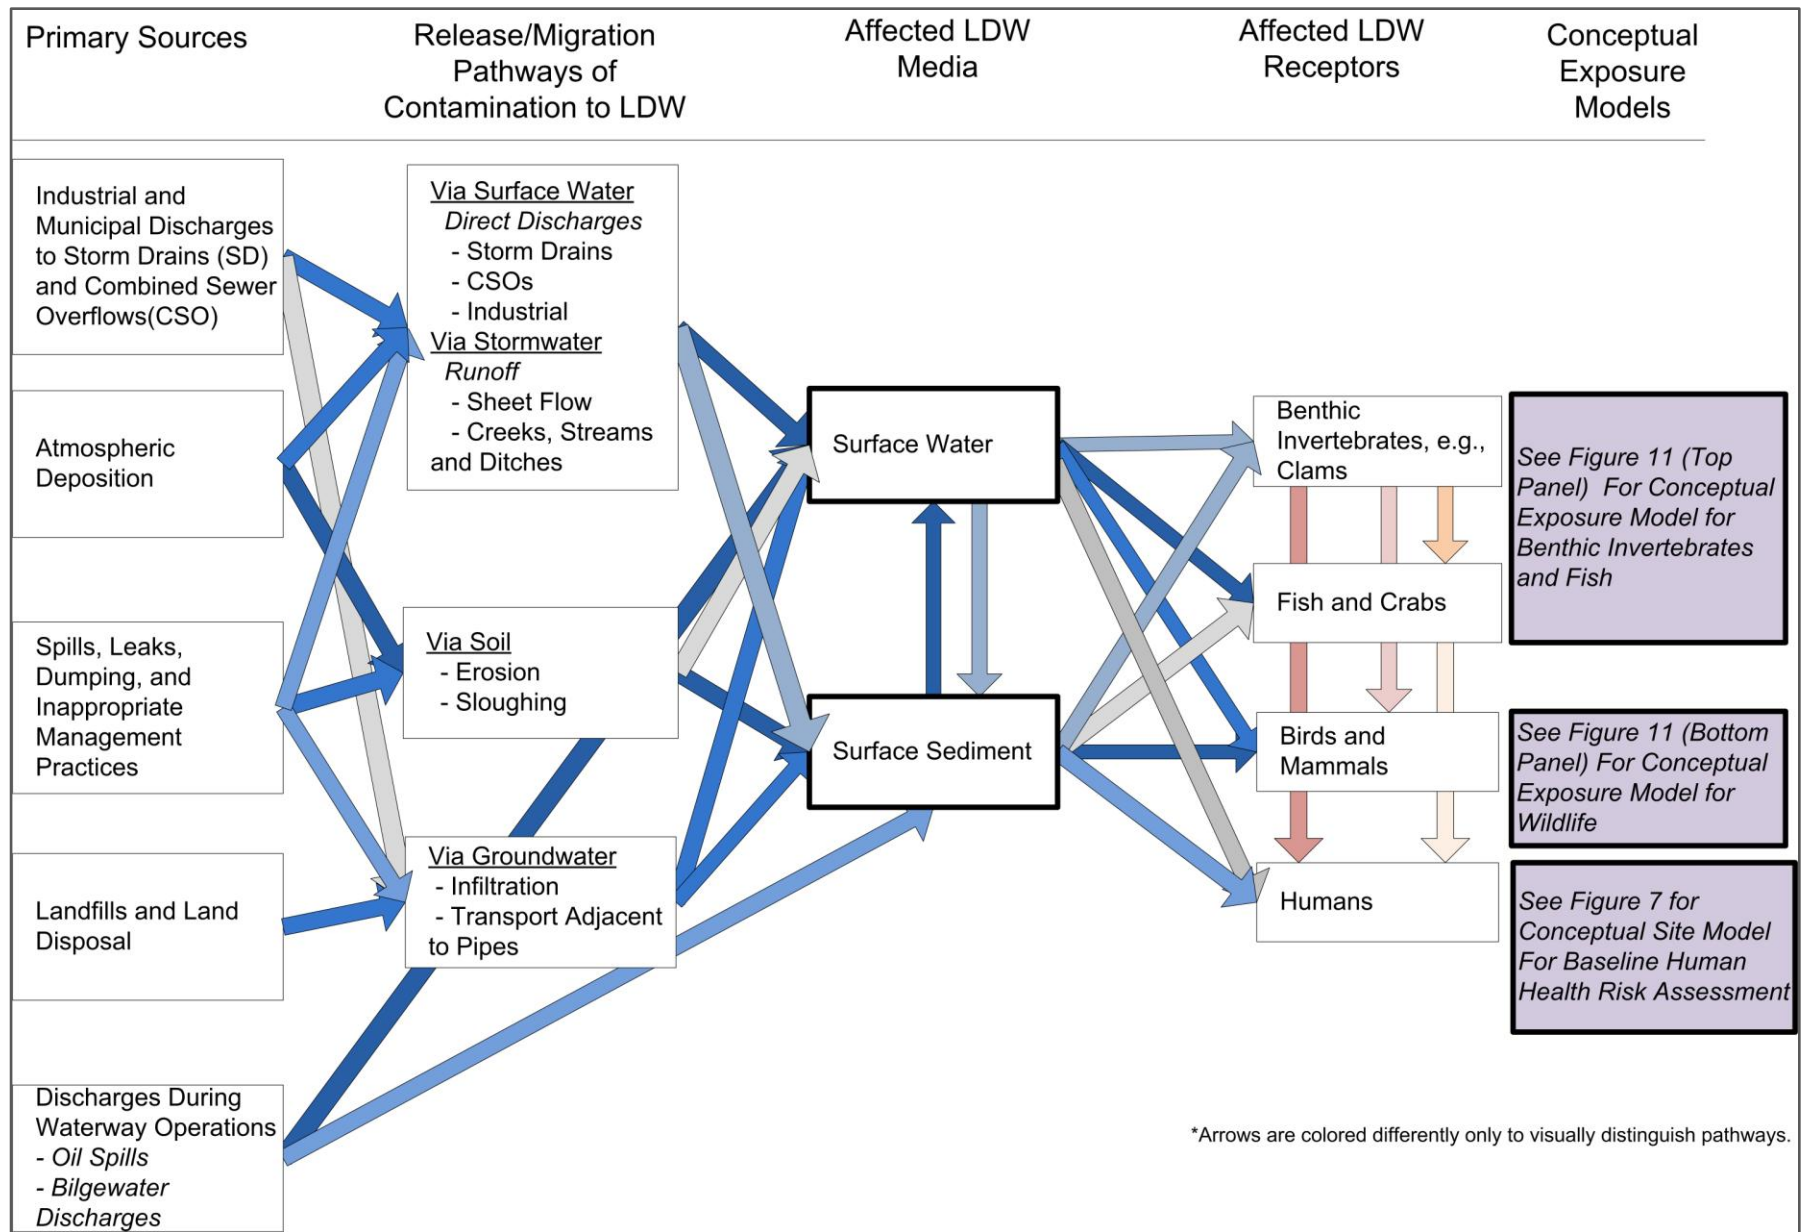 Primary Sources
Release/Migration
Pathways of
Contamination to LDW
Affected LDW
Media
Affected LDW
Receptors
Conceptual
Exposure
Models
Industrial and
Municipal Discharges
to Storm Drains (SD)
and Combined Sewer
Overflows(CSO)
Atmospheric
Deposition
Spills, Leaks,
Dumping, and
Inappropriate
Management
Practices
Landfills and Land
Disposal
Discharges During
Waterway Operations
- Oil Spills
- Bilgewater
Discharges
Via Surface Water
Direct Discharges
- Storm Drains
- CSOs
- Industrial
Via Stormwater
Runoff
- Sheet Flow
- Creeks, Streams
and Ditches
Via Soil
- Erosion
- Sloughing
Via Groundwater
- Infiltration
- Transport Adjacent
to Pipes
Surface Water
Surface Sediment
Benthic
Invertebrates, e.g.,
Clams
Fish and Crabs
Birds and
Mammals
Humans
See Figure 11 (Top
Panel) For Conceptual
Exposure Model for
Benthic Invertebrates
and Fish
See Figure 11 (Bottom
Panel) For Conceptual
Exposure Model for
Wildlife
See Figure 7 for
Conceptual Site Model
For Baseline Human
Health Risk Assessment
*Arrows are colored differently only to visually distinguish pathways.